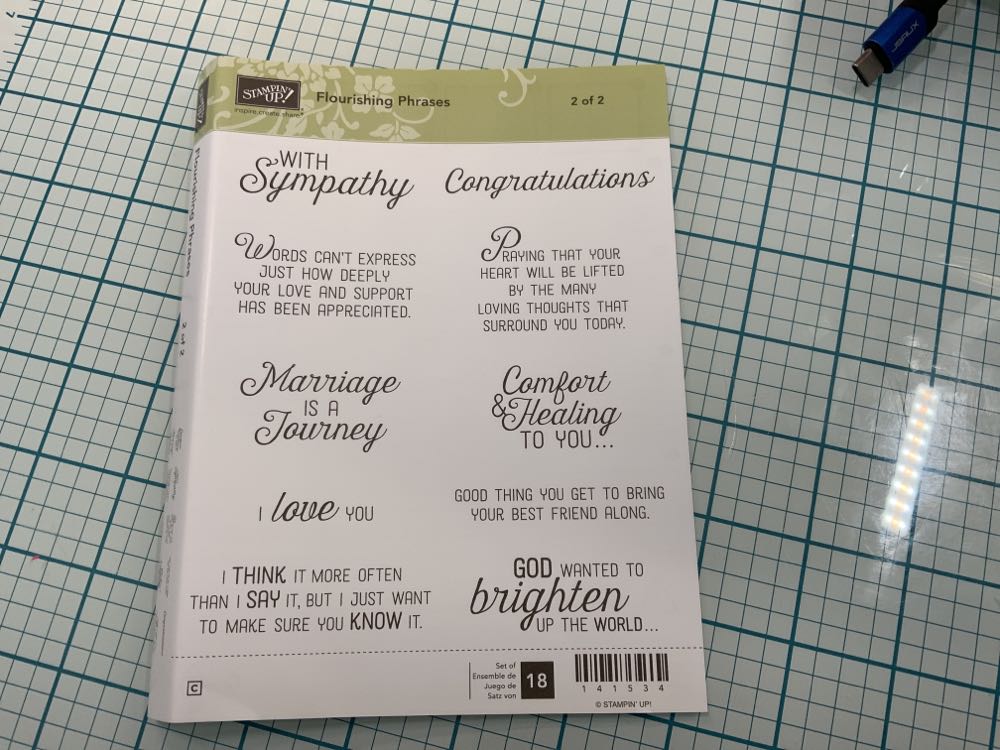 STAMPIN' UP!
inspire.create.share
Flourishing Phrases
2 of 2
WITH
Sympathy
Congratulations
WORDS CAN'T EXPRESS
JUST HOW DEEPLY
YOUR LOVE AND SUPPORT
HAS BEEN APPRECIATED.
PRAYING THAT YOUR
HEART WILL BE LIFTED
BY THE MANY
LOVING THOUGHTS THAT
SURROUND YOU TODAY.
Marriage
IS A
Journey
Comfort
& Healing
TO YOU...
I love YOU
GOOD THING YOU GET TO BRING
YOUR BEST FRIEND ALONG.
I THINK IT MORE OFTEN
THAN I SAY IT, BUT I JUST WANT
TO MAKE SURE YOU KNOW IT.
GOD WANTED TO
brighten
UP THE WORLD...
C
Set of
Ensemble de
Juego de
Satz von
18
141534
© STAMPIN' UP!
Flourishing Phrases
2 of 2
JSAUX